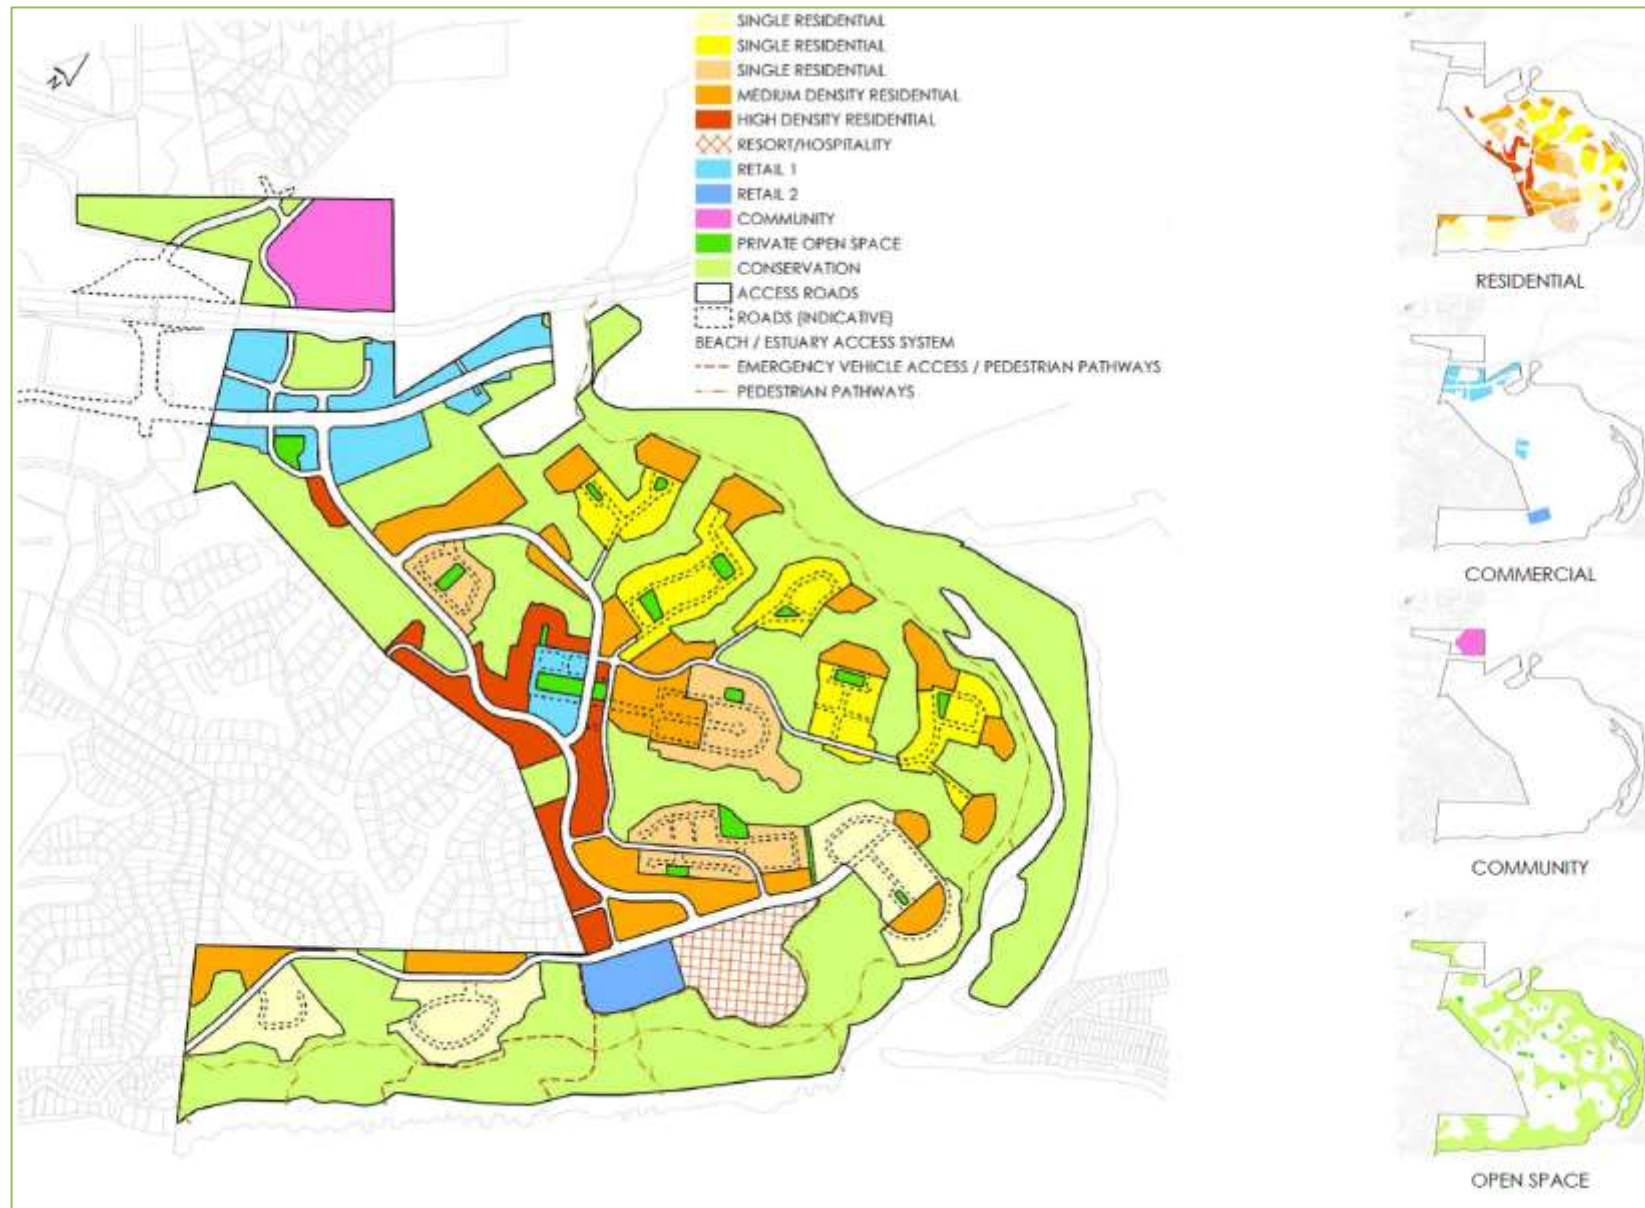 N
SINGLE RESIDENTIAL
SINGLE RESIDENTIAL
SINGLE RESIDENTIAL
MEDIUM DENSITY RESIDENTIAL
HIGH DENSITY RESIDENTIAL
RESORT/HOSPITALITY
RETAIL 1
RETAIL 2
COMMUNITY
PRIVATE OPEN SPACE
CONSERVATION
ACCESS ROADS
ROADS (INDICATIVE)
BEACH / ESTUARY ACCESS SYSTEM
EMERGENCY VEHICLE ACCESS / PEDESTRIAN PATHWAYS
PEDESTRIAN PATHWAYS
RESIDENTIAL
COMMERCIAL
COMMUNITY
OPEN SPACE